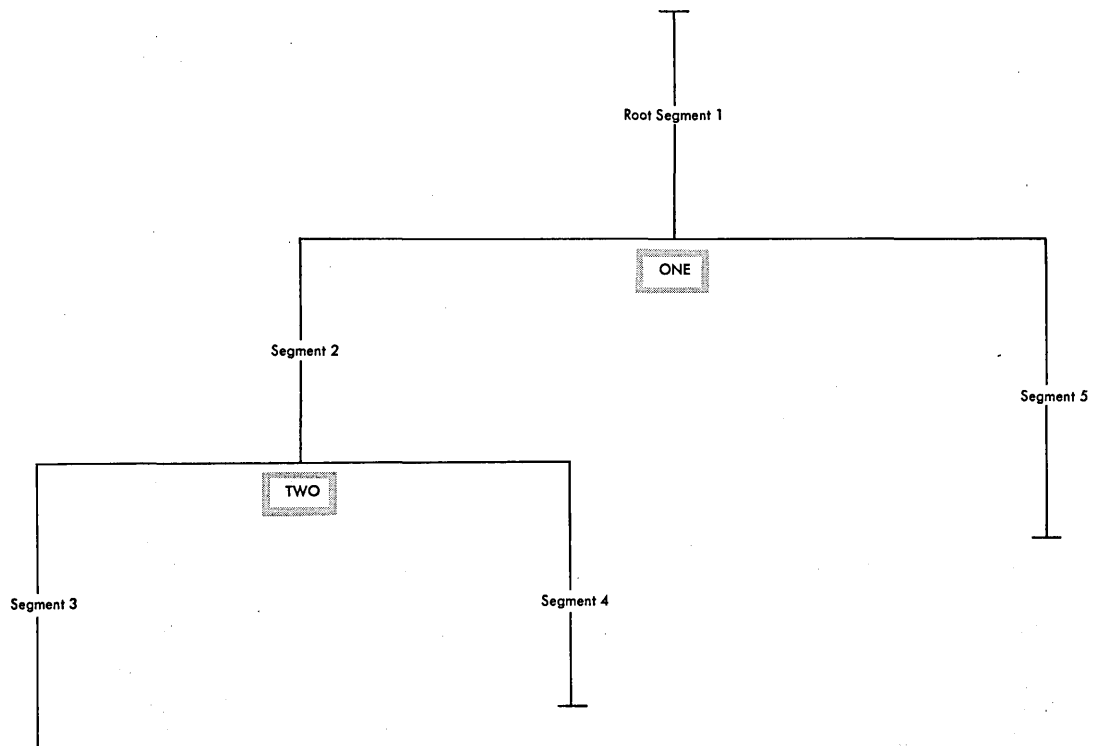 Root Segment 1
ONE
Segment 2
Segment 5
TWO
Segment 3
Segment 4